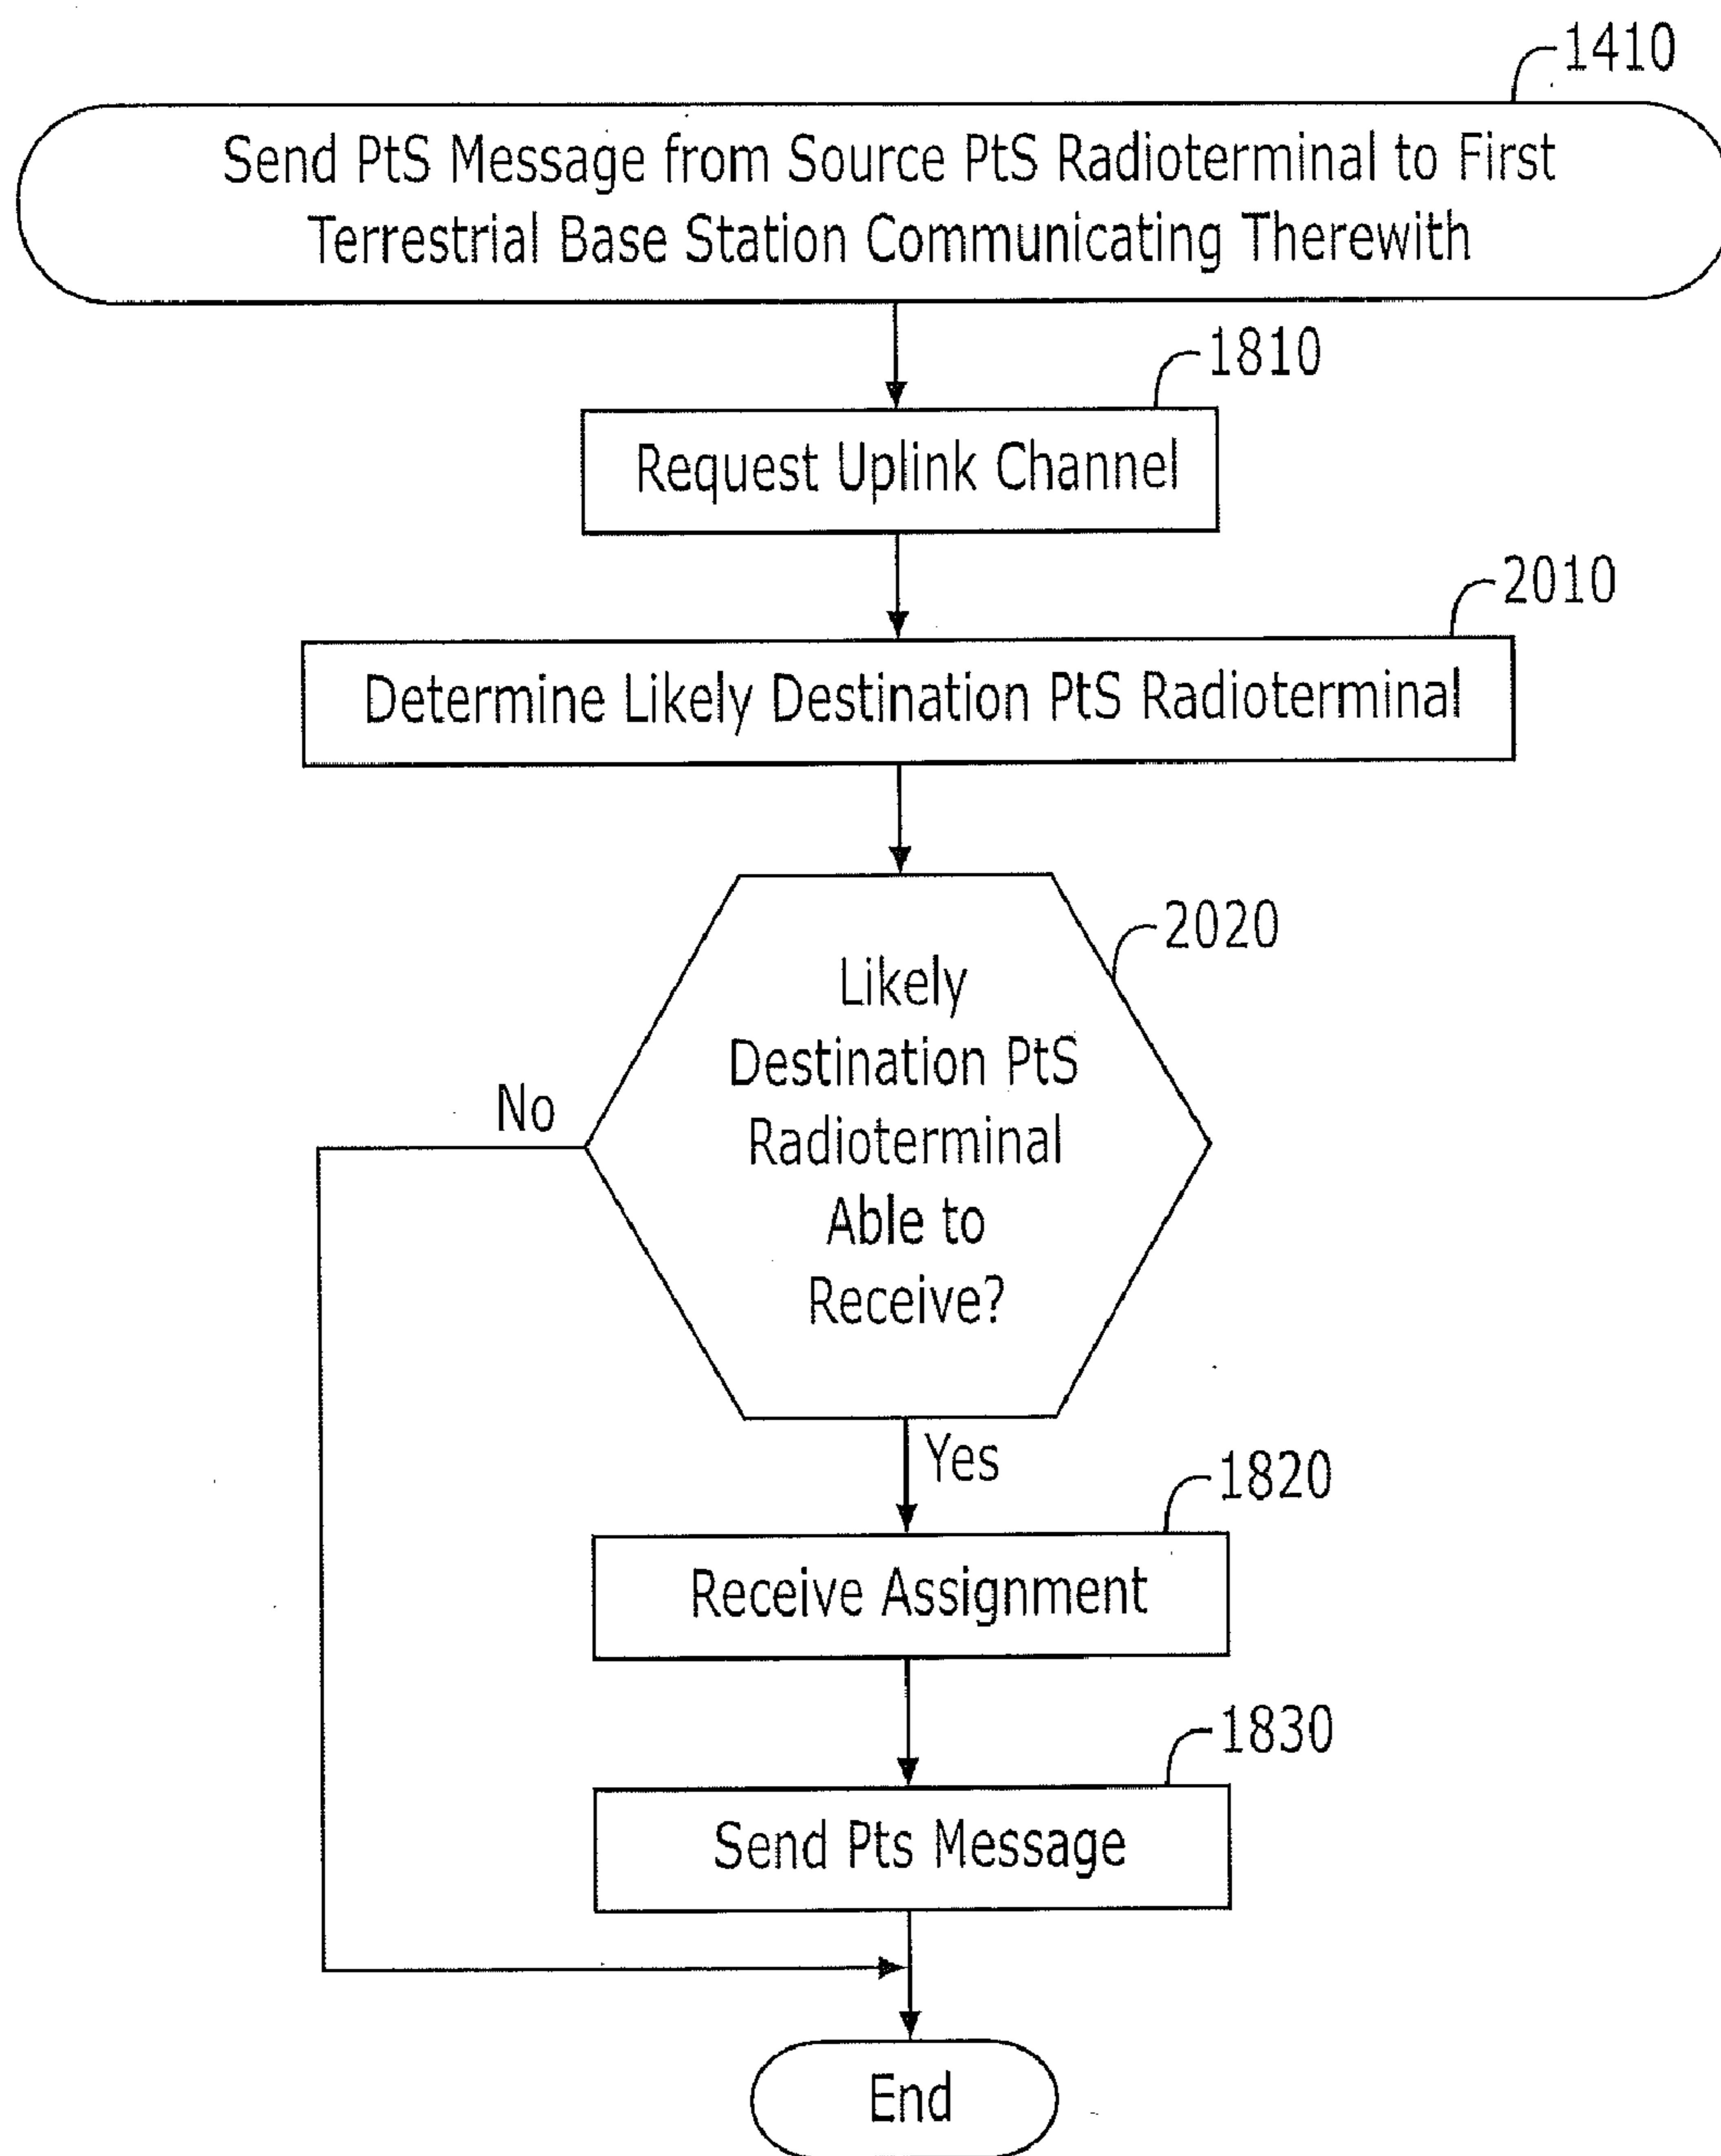 1410
Send PtS Message from Source PtS Radioterminal to First
Terrestrial Base Station Communicating Therewith
1810
Request Uplink Channel
2010
Determine Likely Destination PtS Radioterminal
2020
Likely
Destination PtS
Radioterminal
Able to
Receive?
No
Yes
1820
Receive Assignment
1830
Send Pts Message
End